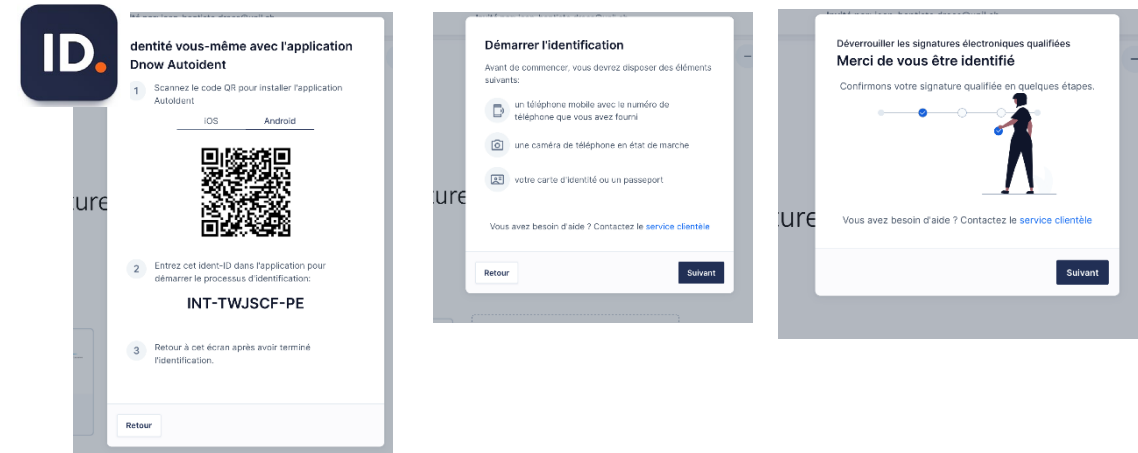 ID.
dentité vous-même avec l'application
Dnow Autoident
1 Scannez le code QR pour installer l'application
AutoIdent
iOS Android
2 Entrez cet ident-ID dans l'application pour
démarrer le processus d'identification:
INT-TWJSCF-PE
3 Retour à cet écran après avoir terminé
l'identification.
Retour
ure
Démarrer l'identification
Avant de commencer, vous devrez disposer des éléments
suivants:
un téléphone mobile avec le numéro de
téléphone que vous avez fourni
une caméra de téléphone en état de marche
votre carte d'identité ou un passeport
Vous avez besoin d'aide ? Contactez le service clientèle
Retour Suivant
ure
Déverrouiller les signatures électroniques qualifiées
Merci de vous être identifié
Confirmons votre signature qualifiée en quelques étapes.
Vous avez besoin d'aide ? Contactez le service clientèle
Suivant
ure